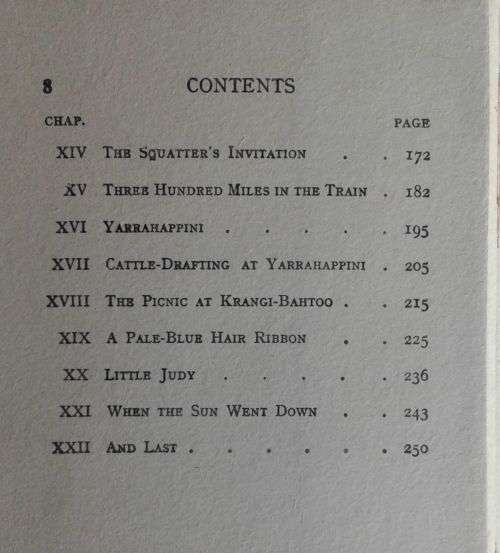 8 CONTENTS
CHAP. PAGE
XIV The Squatter's Invitation . . 172
XV Three Hundred Miles in the Train . 182
XVI Yarrahappini . . . . . 195
XVII Cattle-Drafting at Yarrahappini . 205
XVIII The Picnic at Krangi-Bahtoo . . 215
XIX A Pale-Blue Hair Ribbon . . 225
XX Little Judy . . . . . 236
XXI When the Sun Went Down . . 243
XXII And Last . . . . . . 250